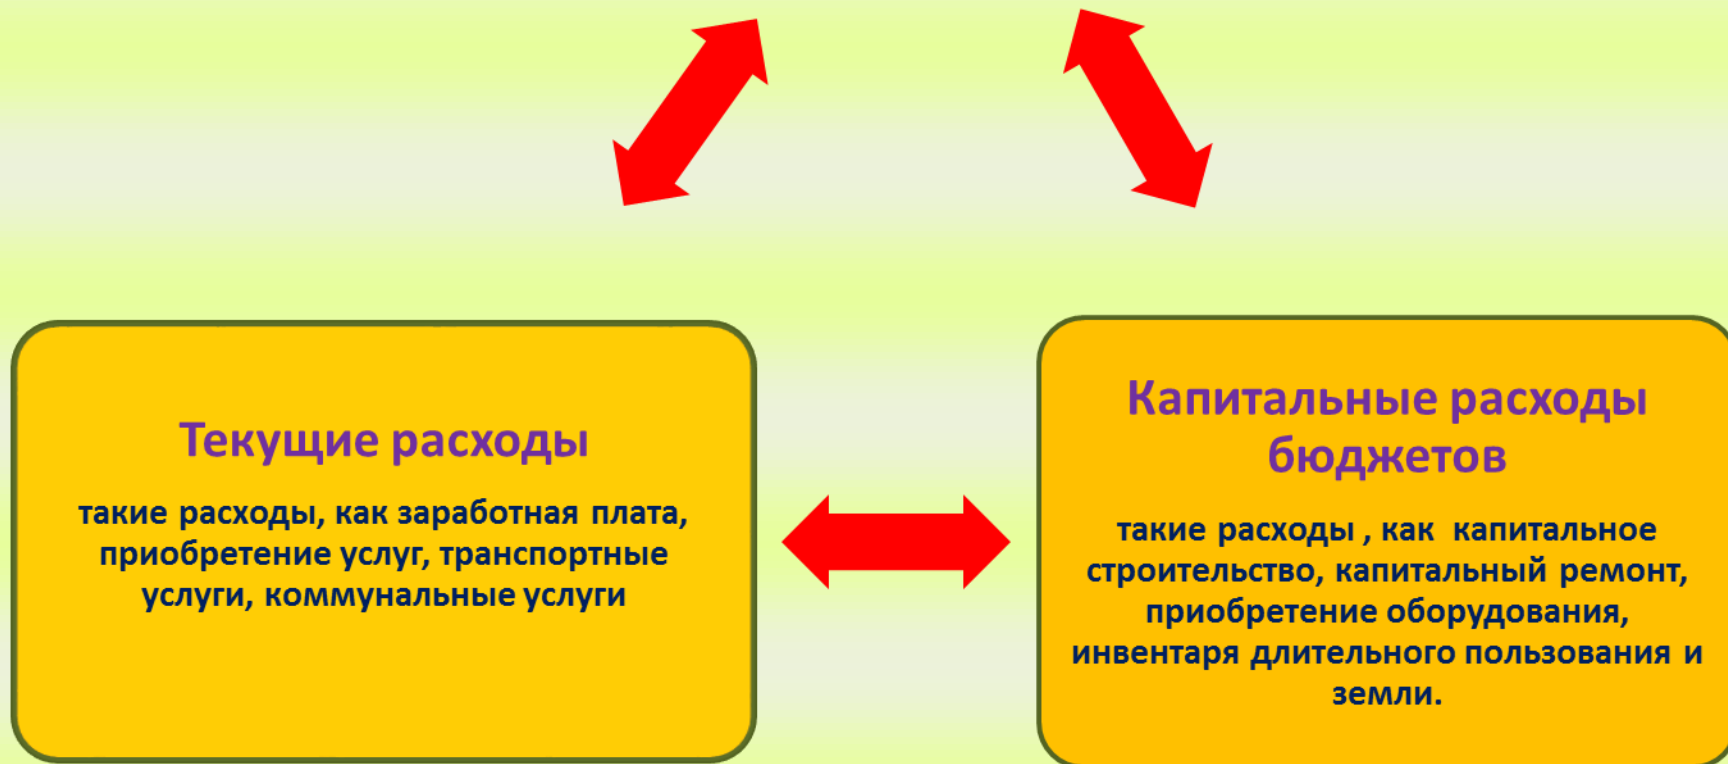 Текущие расходы
такие расходы, как заработная плата,
приобретение услуг, транспортные
услуги, коммунальные услуги
Капитальные расходы
бюджетов
такие расходы , как капитальное
строительство, капитальный ремонт,
приобретение оборудования,
инвентаря длительного пользования и
земли.